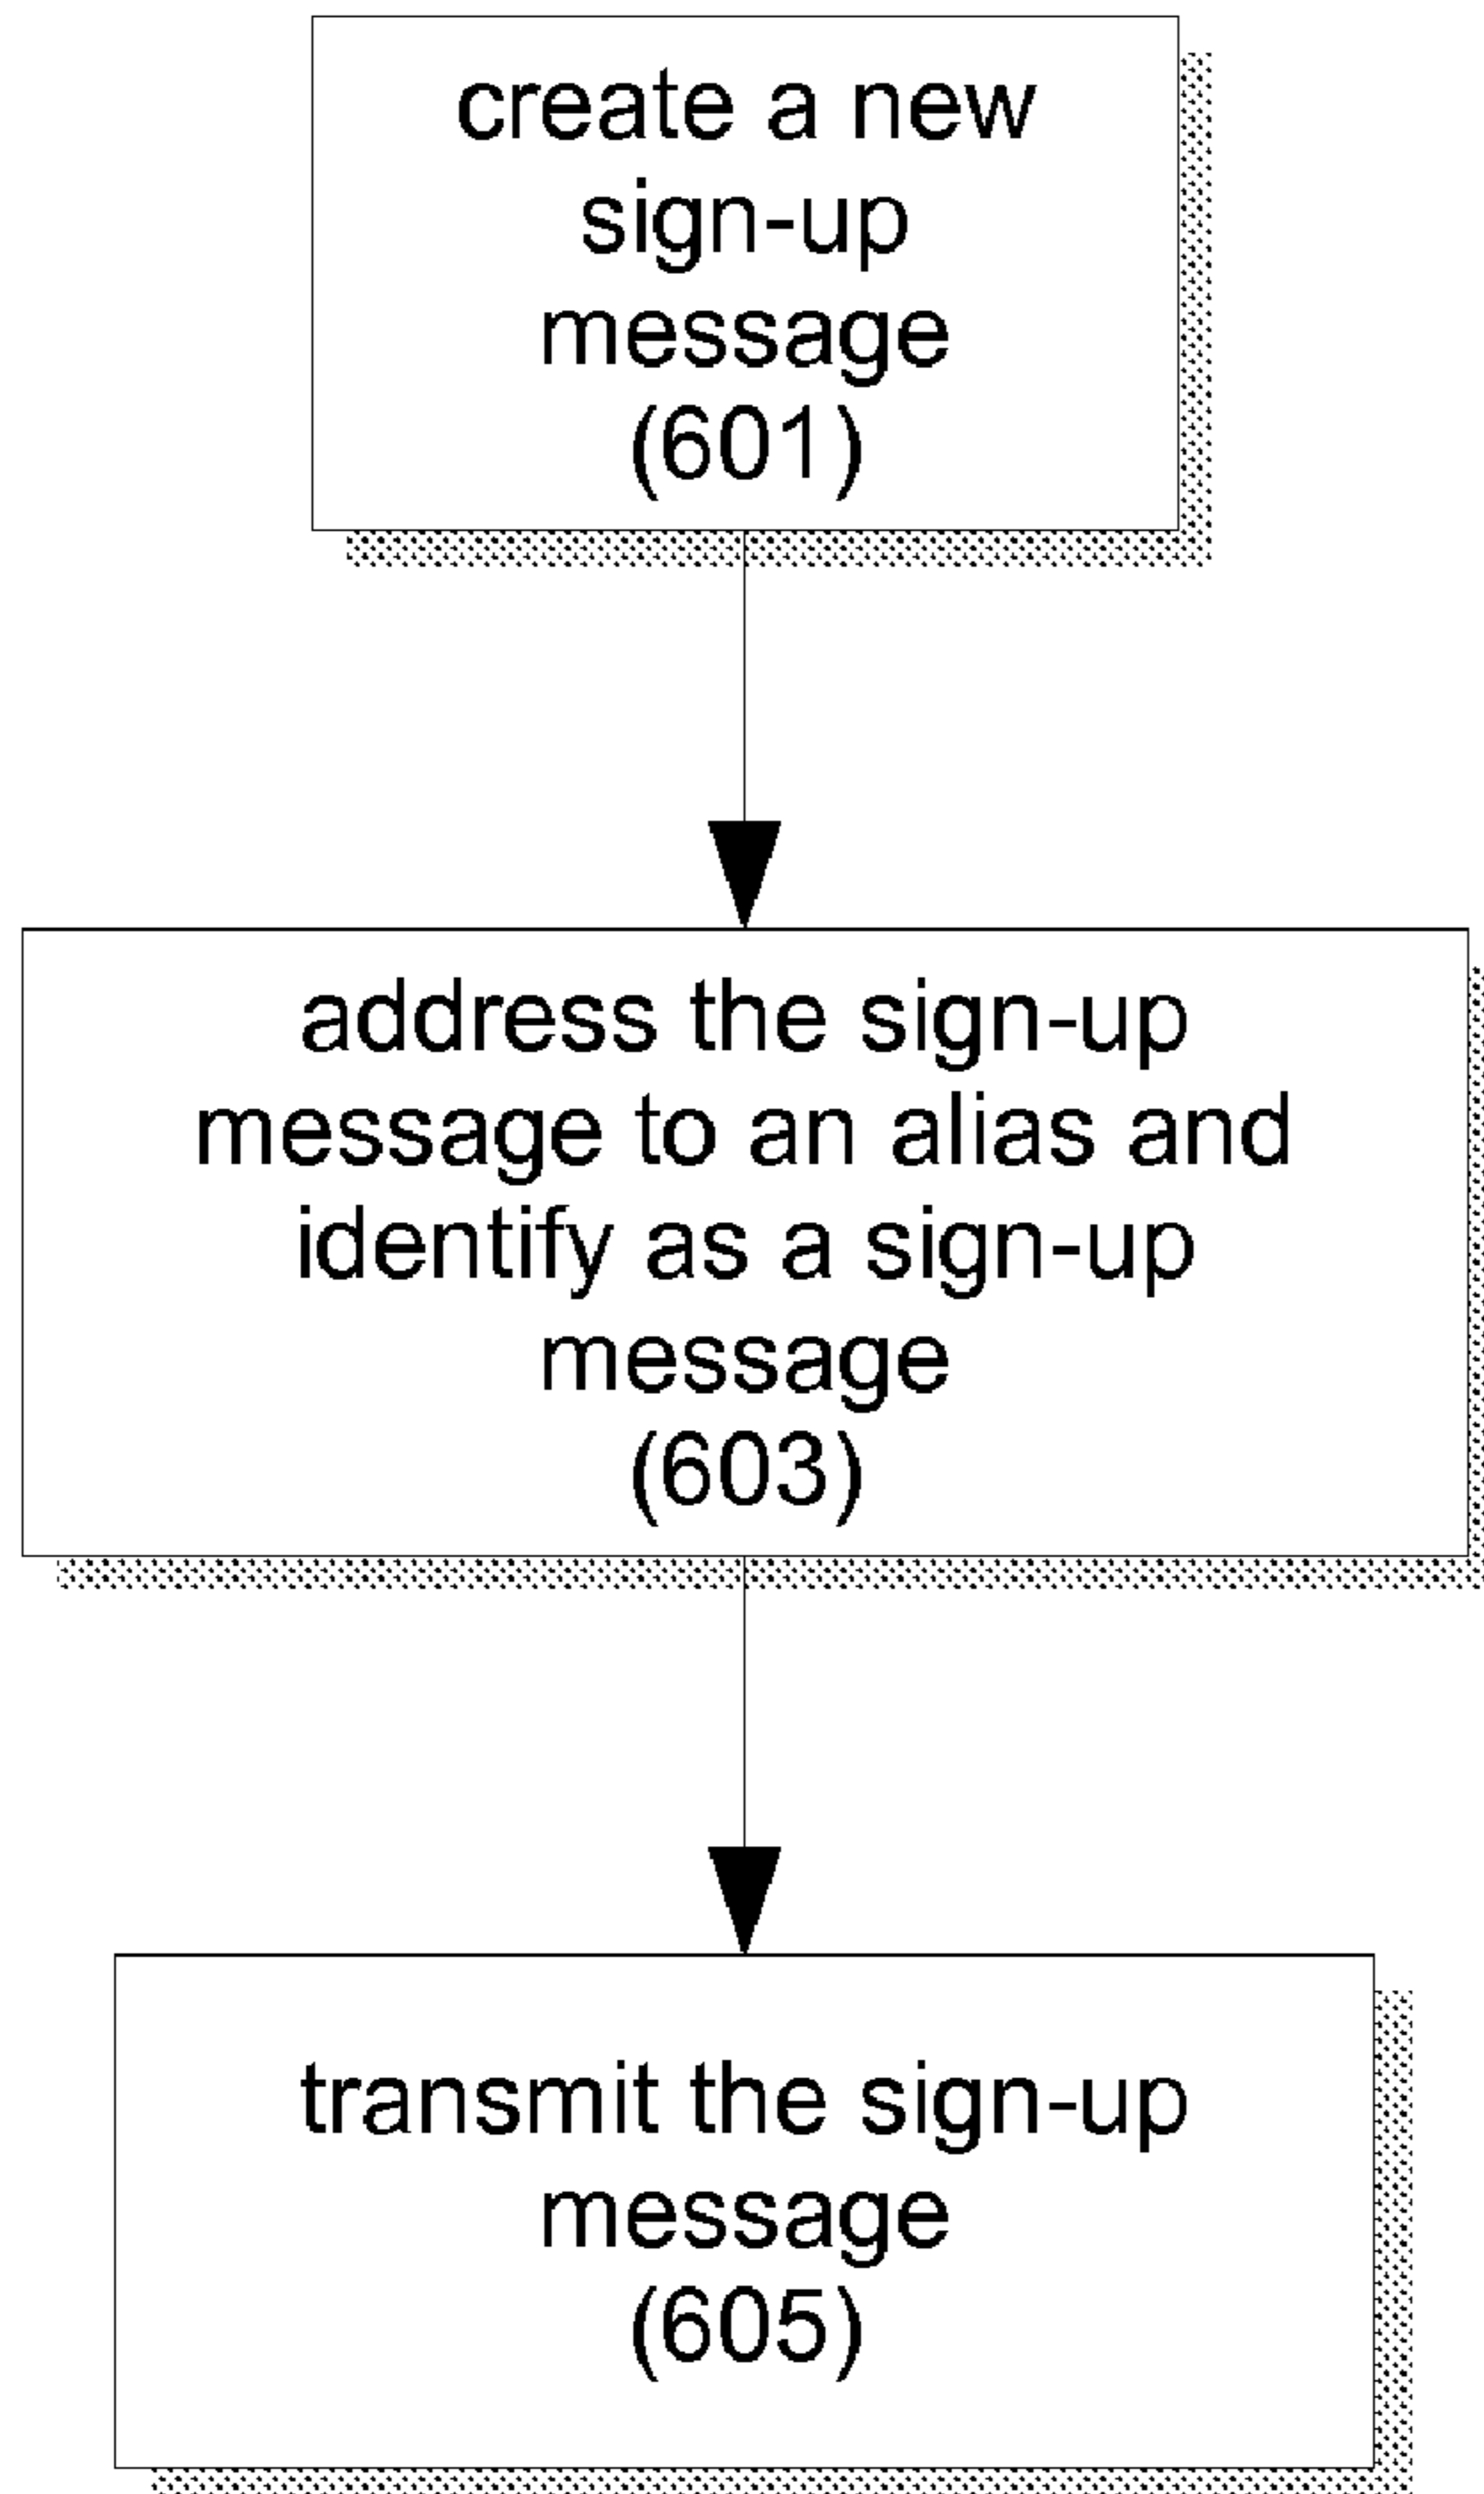 create a new
sign-up
message
(601)
address the sign-up
message to an alias and
identify as a sign-up
message
(603)
transmit the sign-up
message
(605)